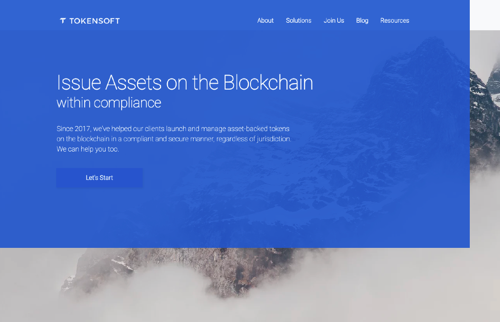 TOKENSOFT
About Solutions Join Us Blog Resources
Issue Assets on the Blockchain
within compliance
Since 2017, we've helped our clients launch and manage asset-backed tokens
on the blockchain in a compliant and secure manner, regardless of jurisdiction.
We can help you too.
Let's Start